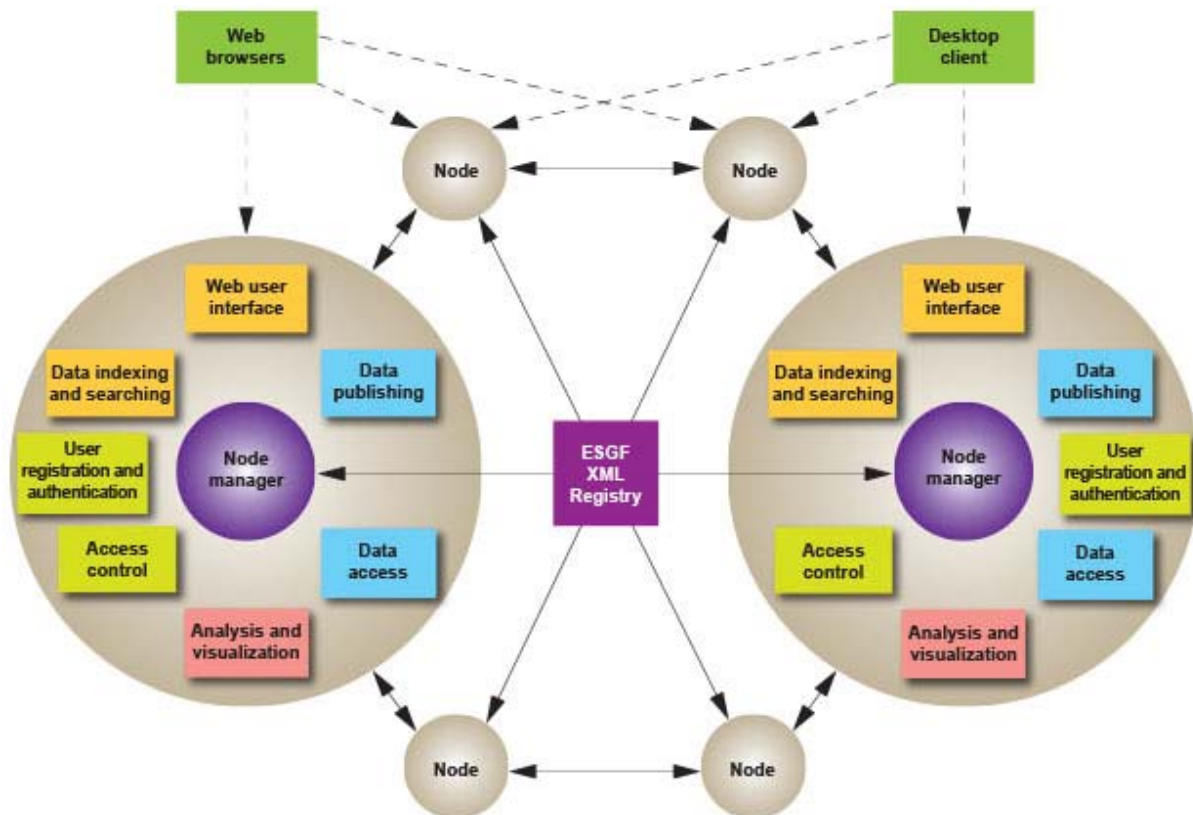 Web
browsers
Desktop
client
Node
Node
Web user
interface
Data indexing
and searching
Data
publishing
User
registration and
authentication
Node
manager
Access
control
Data
access
Analysis and
visualization
ESGF
XML
Registry
Web user
interface
Data indexing
and searching
Data
publishing
Node
manager
User
registration and
authentication
Access
control
Data
access
Analysis and
visualization
Node
Node